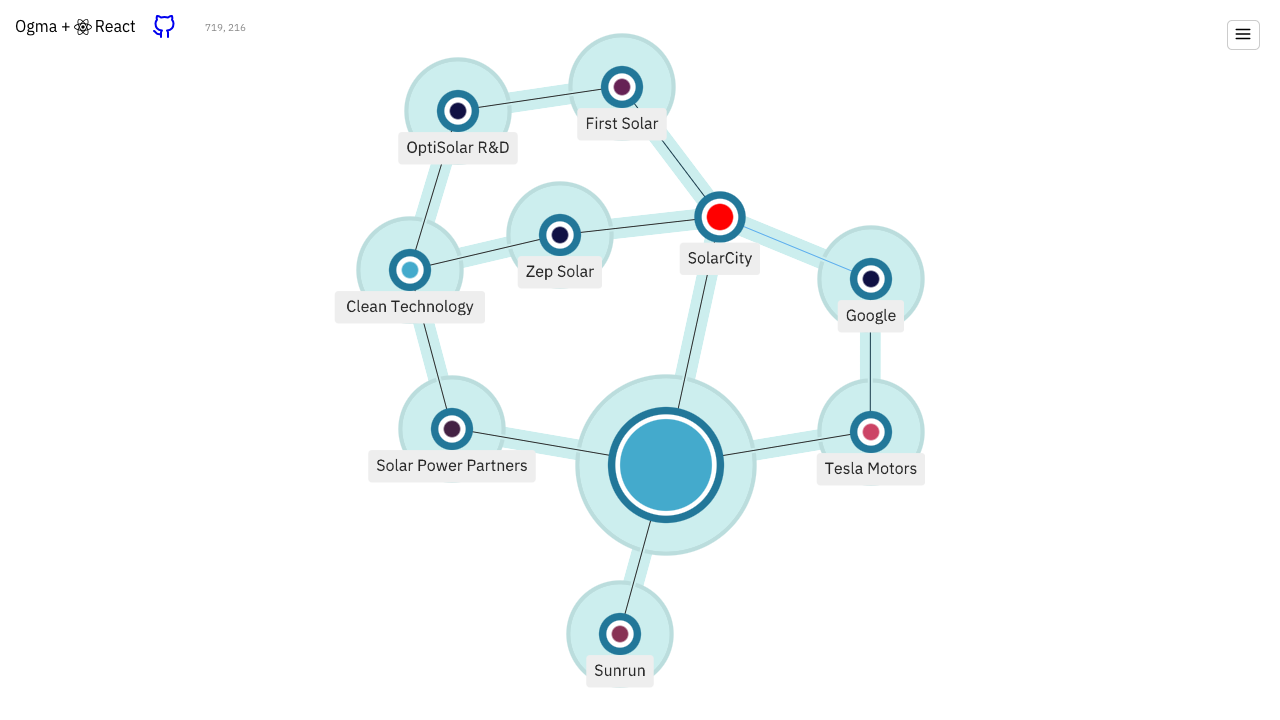 Ogma + React
719, 216
First Solar
OptiSolar R&D
SolarCity
Zep Solar
Clean Technology
Google
Solar Power Partners
Tesla Motors
Sunrun